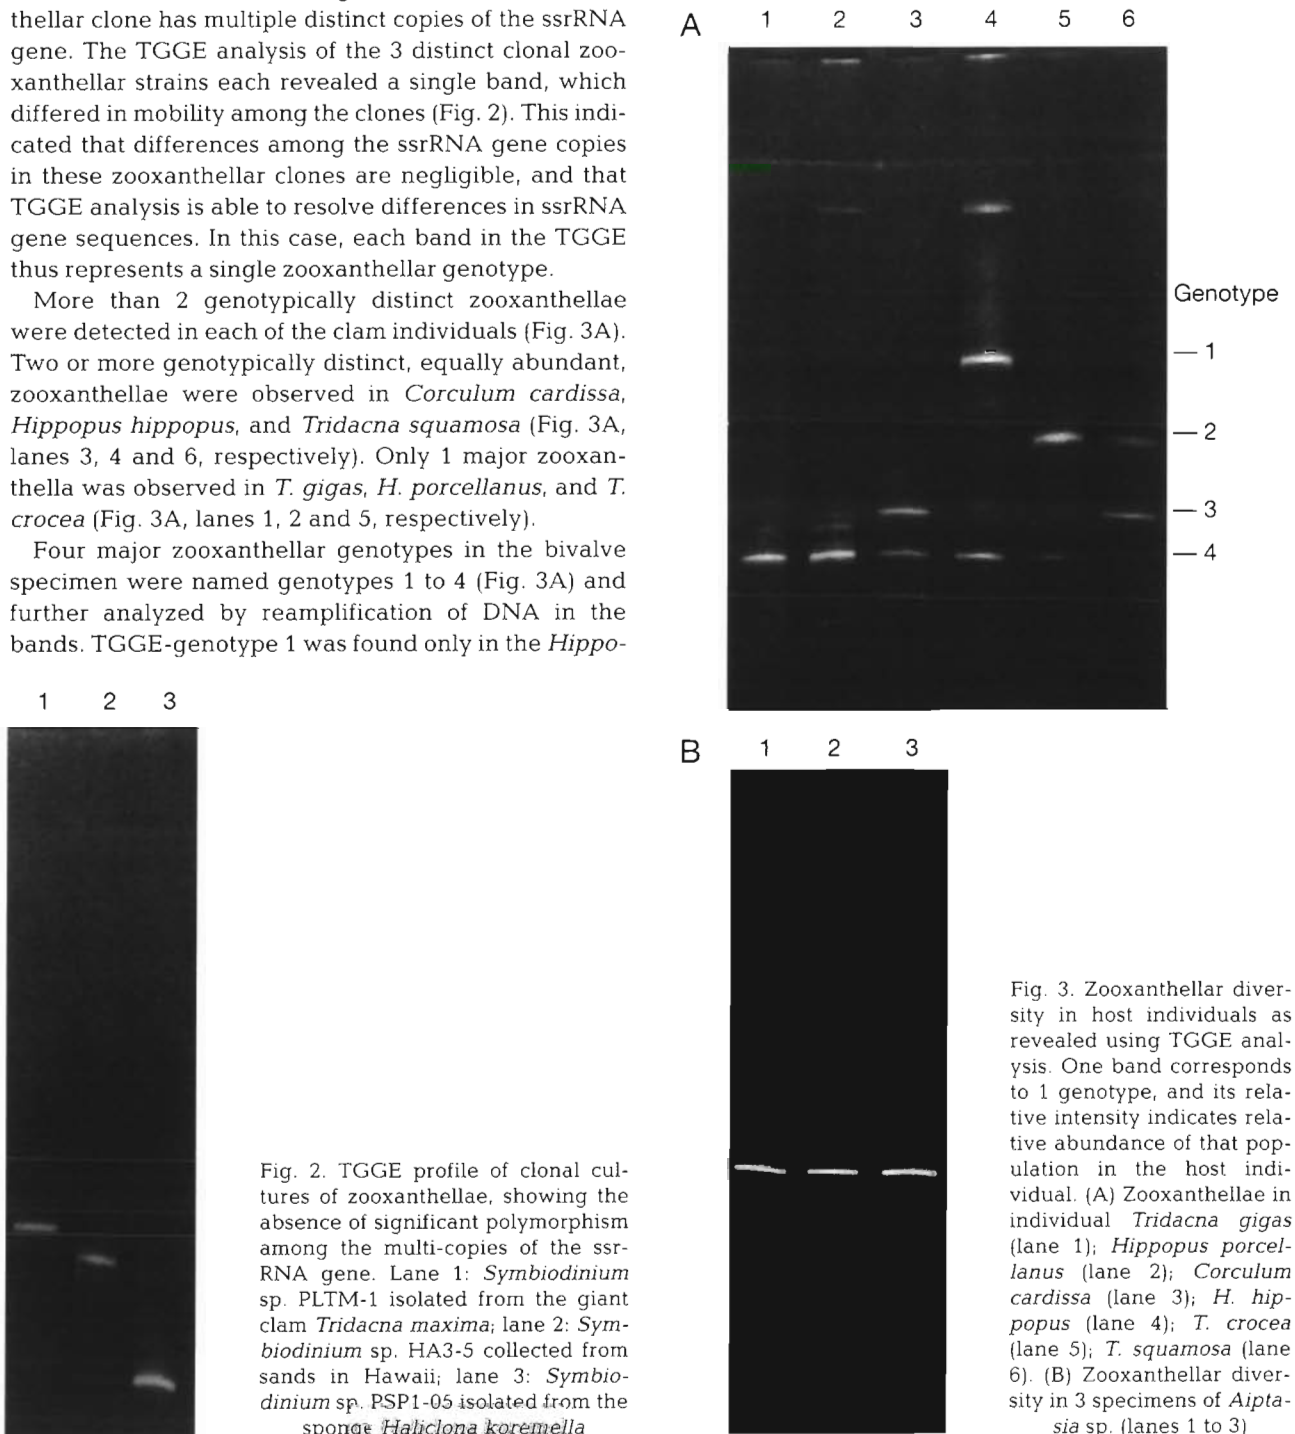 thellar clone has multiple distinct copies of the ssrRNA
gene. The TGGE analysis of the 3 distinct clonal zoo-
xanthellar strains each revealed a single band, which
differed in mobility among the clones (Fig. 2). This indi-
cated that differences among the ssrRNA gene copies
in these zooxanthellar clones are negligible, and that
TGGE analysis is able to resolve differences in ssrRNA
gene sequences. In this case, each band in the TGGE
thus represents a single zooxanthellar genotype.
More than 2 genotypically distinct zooxanthellae
were detected in each of the clam individuals (Fig. 3A).
Two or more genotypically distinct, equally abundant,
zooxanthellae were observed in Corculum cardissa,
Hippopus hippopus, and Tridacna squamosa (Fig. 3A,
lanes 3, 4 and 6, respectively). Only 1 major zooxan-
thella was observed in T. gigas, H. porcellanus, and T.
crocea (Fig. 3A, lanes 1, 2 and 5, respectively).
Four major zooxanthellar genotypes in the bivalve
specimen were named genotypes 1 to 4 (Fig. 3A) and
further analyzed by reamplification of DNA in the
bands. TGGE-genotype 1 was found only in the Hippo-
1 2 3
Fig. 2. TGGE profile of clonal cul-
tures of zooxanthellae, showing the
absence of significant polymorphism
among the multi-copies of the ssr-
RNA gene. Lane 1: Symbiodinium
sp. PLTM-1 isolated from the giant
clam Tridacna maxima; lane 2: Sym-
biodinium sp. HA3-5 collected from
sands in Hawaii; lane 3: Symbio-
dinium sp. PSP1-05 isolated from the
sponge Haliclona koremella
A 1 2 3 4 5 6
Genotype
1
2
3
4
B 1 2 3
Fig. 3. Zooxanthellar diver-
sity in host individuals as
revealed using TGGE anal-
ysis. One band corresponds
to 1 genotype, and its rela-
tive intensity indicates rela-
tive abundance of that pop-
ulation in the host indi-
vidual. (A) Zooxanthellae in
individual Tridacna gigas
(lane 1); Hippopus porcel-
lanus (lane 2); Corculum
cardissa (lane 3); H. hip-
popus (lane 4); T. crocea
(lane 5); T. squamosa (lane
6). (B) Zooxanthellar diver-
sity in 3 specimens of Aipta-
sia sp. (lanes 1 to 3)